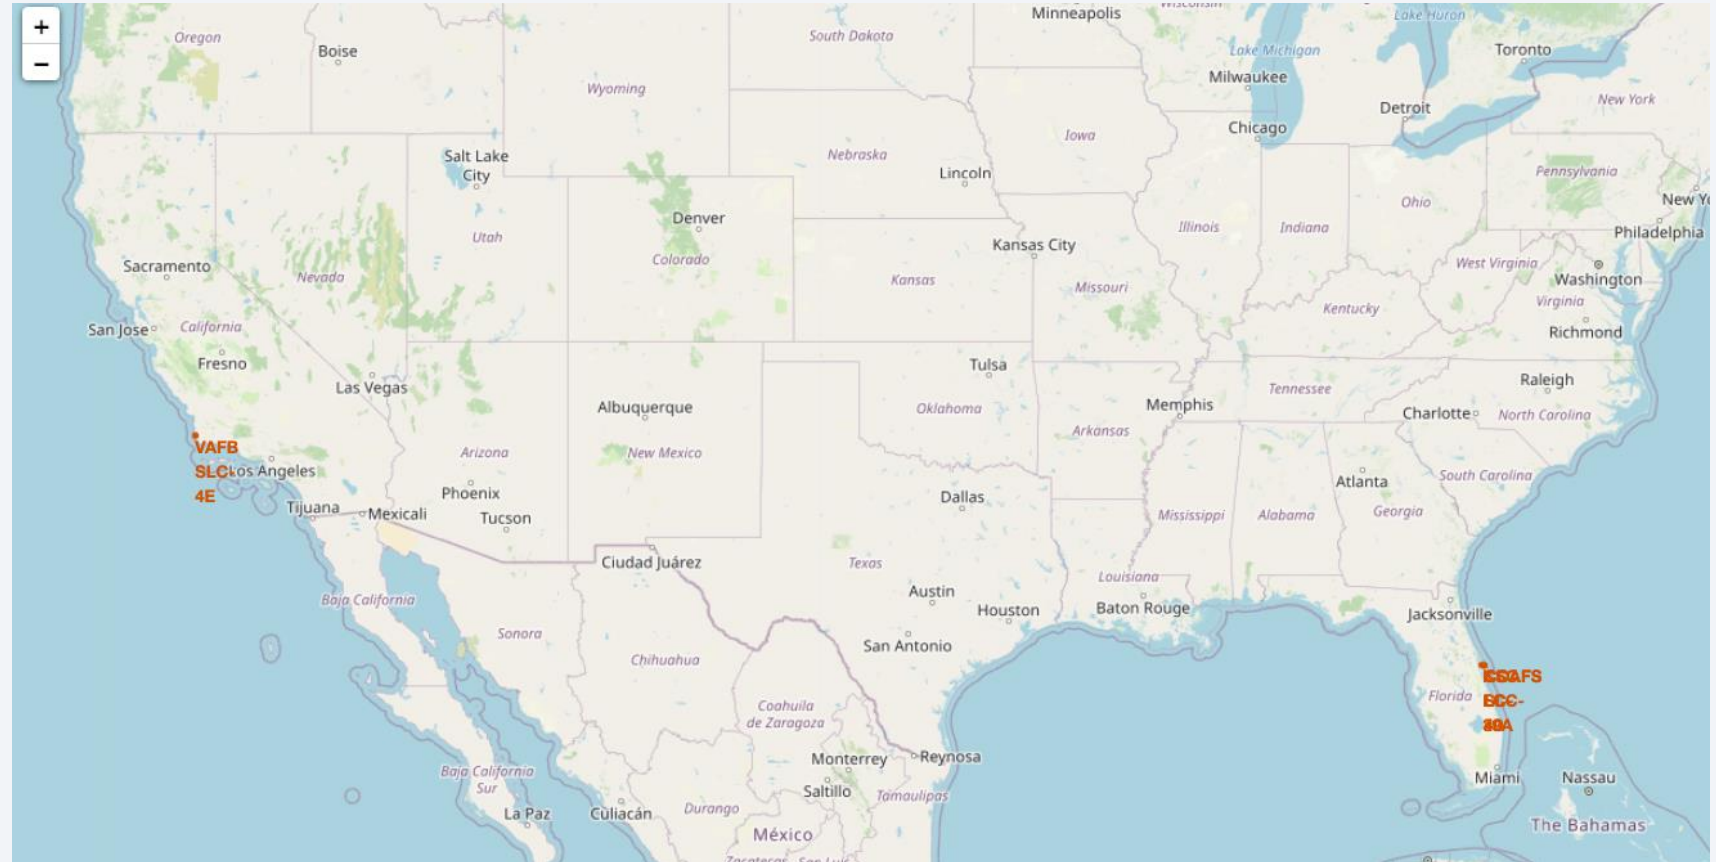 +
−
Minneapolis
Lake Huron
Oregon
South Dakota
Boise
Lake Michigan
Toronto
Milwaukee
Wyoming
New York
Detroit
Chicago
Iowa
Salt Lake
City
Nebraska
Lincoln
Pennsylvania
New Y
Denver
Ohio
Utah
Illinois
Indiana
Philadelphia
Kansas City
Colorado
Sacramento
West Virginia
Nevada
Kansas
Missouri
Washington
Virginia
Kentucky
San Jose
California
Richmond
Fresno
Tulsa
Las Vegas
Tennessee
Raleigh
Albuquerque
Oklahoma
Memphis
Charlotte
North Carolina
Arkansas
VAFB
SLC-
4E
Los Angeles
Arizona
New Mexico
South Carolina
Atlanta
Phoenix
Dallas
Tijuana
Mexicali
Tucson
Mississippi
Alabama
Georgia
Ciudad Juárez
Texas
Louisiana
Austin
Baja California
Houston
Baton Rouge
Jacksonville
Sonora
San Antonio
Chihuahua
Florida
Coahuila
de Zaragoza
Monterrey
Reynosa
Baja California
Sur
Miami
Nassau
Saltillo
Tamaulipas
La Paz
Culiacán
Durango
The Bahamas
México